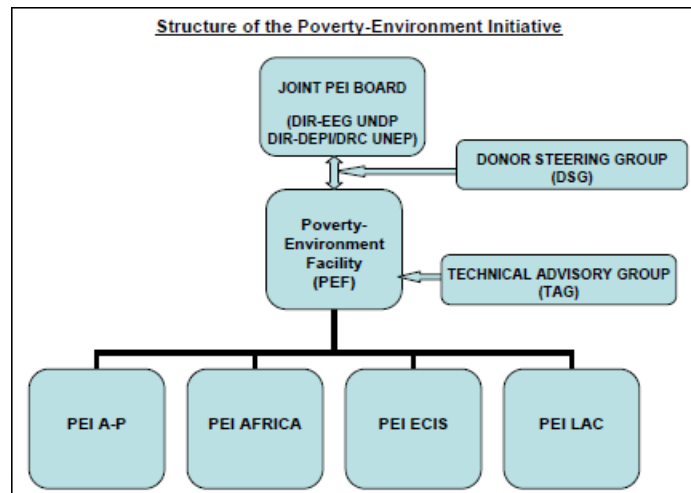 Structure of the Poverty-Environment Initiative
JOINT PEI BOARD
(DIR-EEG UNDP
DIR-DEPI/DRC UNEP)
DONOR STEERING GROUP
(DSG)
Poverty-
Environment
Facility
(PEF)
TECHNICAL ADVISORY GROUP
(TAG)
PEI A-P
PEI AFRICA
PEI ECIS
PEI LAC